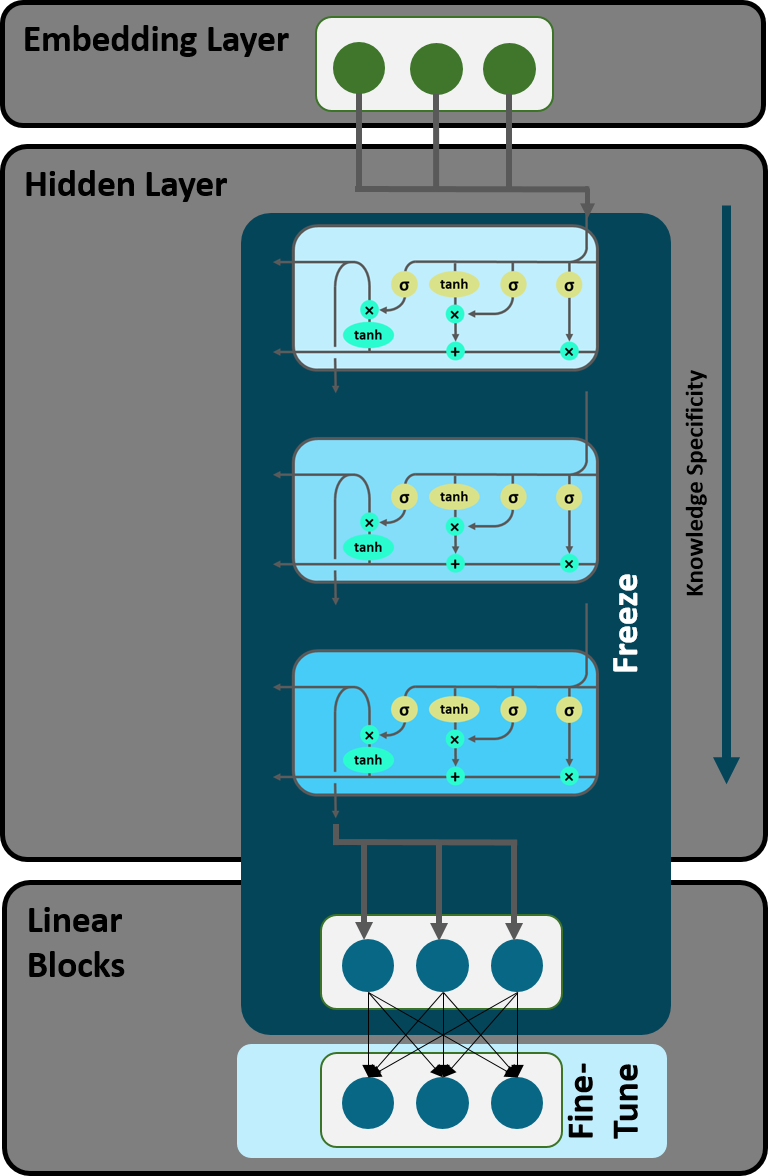 Embedding Layer
Hidden Layer
σ tanh σ σ
×
×
tanh
+ ×
σ tanh σ σ
×
×
tanh
+ ×
σ tanh σ σ
×
×
tanh
+ ×
Knowledge Specificity
Freeze
Linear
Blocks
Fine-
Tune